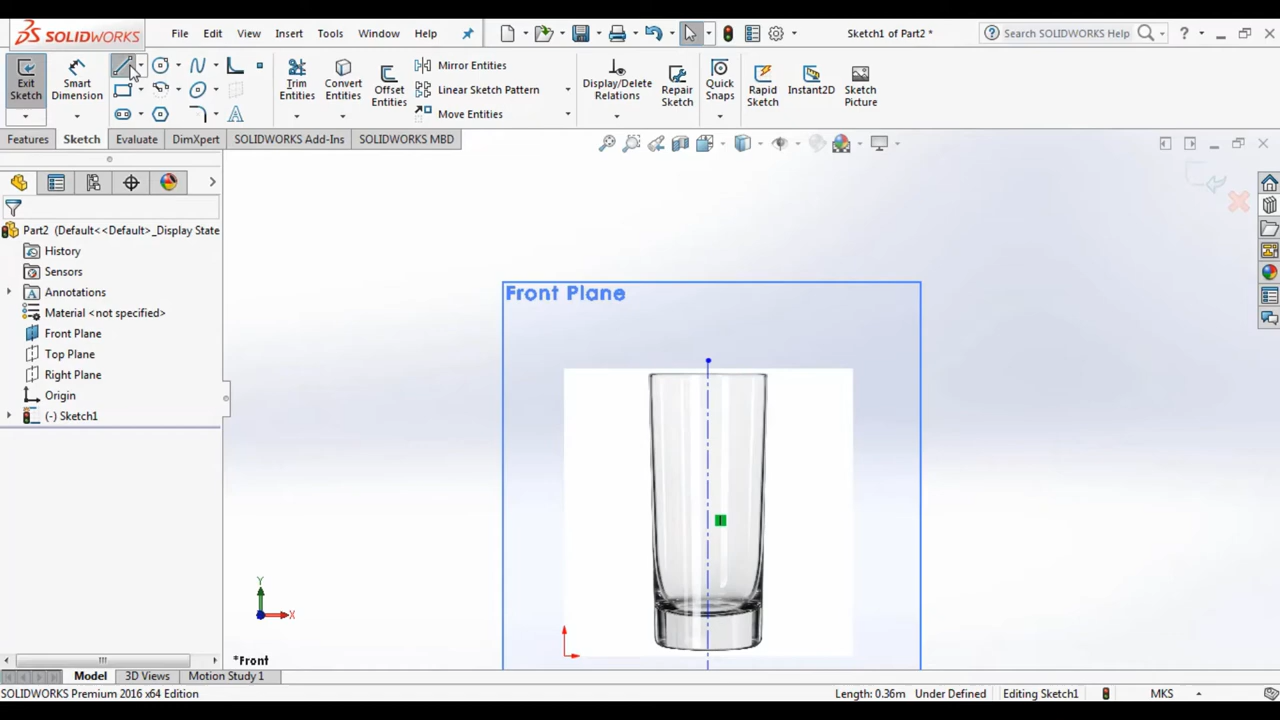 SOLIDWORKS File Edit View Insert Tools Window Help Sketch1 of Part2 * Search SOLIDWORKS Help ?
Exit Sketch Smart Dimension Trim Entities Convert Entities Offset Entities Mirror Entities Linear Sketch Pattern Move Entities Display/Delete Relations Repair Sketch Quick Snaps Rapid Sketch Instant2D Sketch Picture
Features Sketch Evaluate DimXpert SOLIDWORKS Add-Ins SOLIDWORKS MBD
Part2 (Default<<Default>_Display State
History
Sensors
Annotations
Material <not specified>
Front Plane
Top Plane
Right Plane
Origin
(-) Sketch1
Front Plane
Y
X
*Front
Model 3D Views Motion Study 1
SOLIDWORKS Premium 2016 x64 Edition Length: 0.36m Under Defined Editing Sketch1 MKS